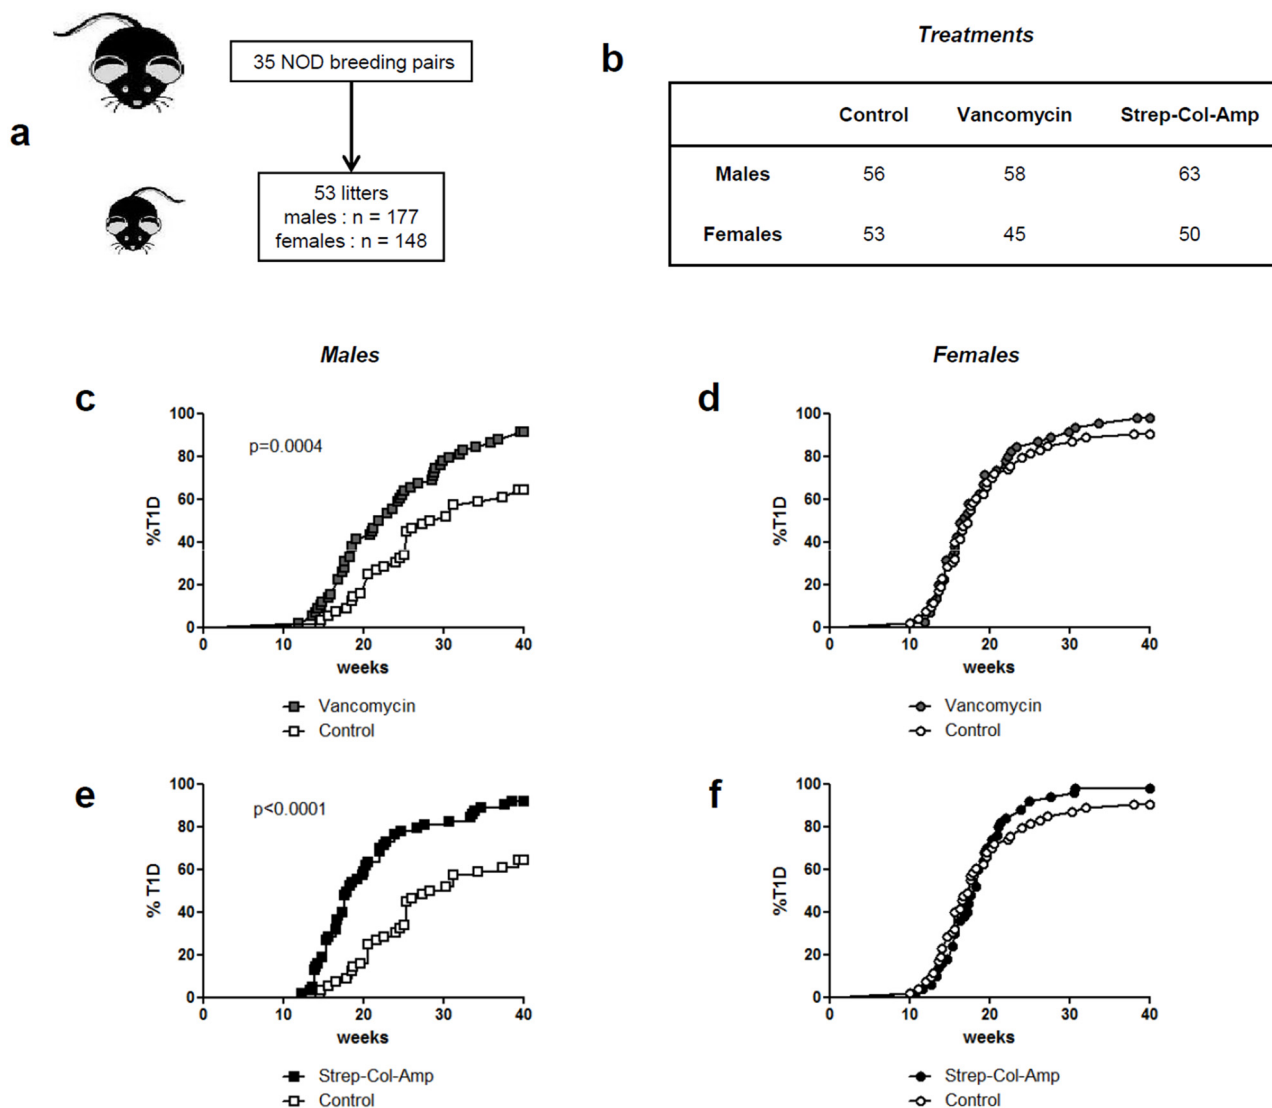 a
35 NOD breeding pairs
53 litters
males : n = 177
females : n = 148
b
Treatments
Control Vancomycin Strep-Col-Amp
Males 56 58 63
Females 53 45 50
Males
c
100
80
60
40
20
0
%T1D
p=0.0004
0 10 20 30 40
weeks
Vancomycin
Control
Females
d
100
80
60
40
20
0
%T1D
0 10 20 30 40
weeks
Vancomycin
Control
e
100
80
60
40
20
0
% T1D
p<0.0001
0 10 20 30 40
weeks
Strep-Col-Amp
Control
f
100
80
60
40
20
0
%T1D
0 10 20 30 40
weeks
Strep-Col-Amp
Control